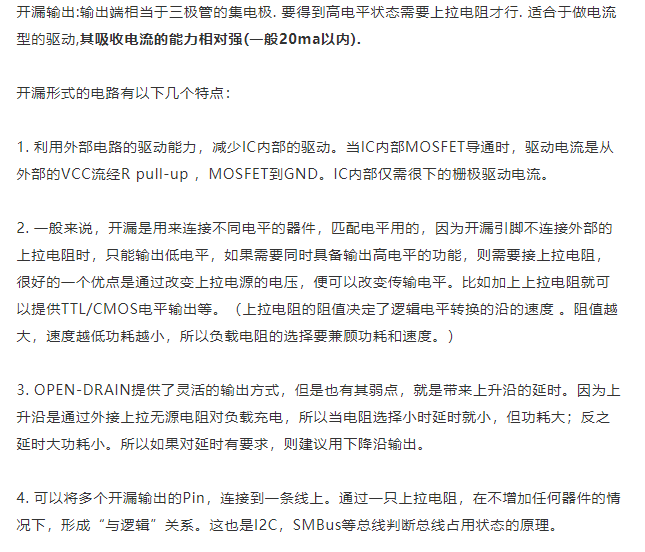 开漏输出:输出端相当于三极管的集电极. 要得到高电平状态需要上拉电阻才行. 适合于做电流
型的驱动,其吸收电流的能力相对强(一般20ma以内).
开漏形式的电路有以下几个特点：
1. 利用外部电路的驱动能力，减少IC内部的驱动。当IC内部MOSFET导通时，驱动电流是从
外部的VCC流经R pull-up ，MOSFET到GND。IC内部仅需很下的栅极驱动电流。
2. 一般来说，开漏是用来连接不同电平的器件，匹配电平用的，因为开漏引脚不连接外部的
上拉电阻时，只能输出低电平，如果需要同时具备输出高电平的功能，则需要接上拉电阻，
很好的一个优点是通过改变上拉电源的电压，便可以改变传输电平。比如加上上拉电阻就可
以提供TTL/CMOS电平输出等。（上拉电阻的阻值决定了逻辑电平转换的沿的速度 。阻值越
大，速度越低功耗越小，所以负载电阻的选择要兼顾功耗和速度。）
3. OPEN-DRAIN提供了灵活的输出方式，但是也有其弱点，就是带来上升沿的延时。因为上
升沿是通过外接上拉无源电阻对负载充电，所以当电阻选择小时延时就小，但功耗大；反之
延时大功耗小。所以如果对延时有要求，则建议用下降沿输出。
4. 可以将多个开漏输出的Pin，连接到一条线上。通过一只上拉电阻，在不增加任何器件的情
况下，形成“与逻辑”关系。这也是I2C，SMBus等总线判断总线占用状态的原理。